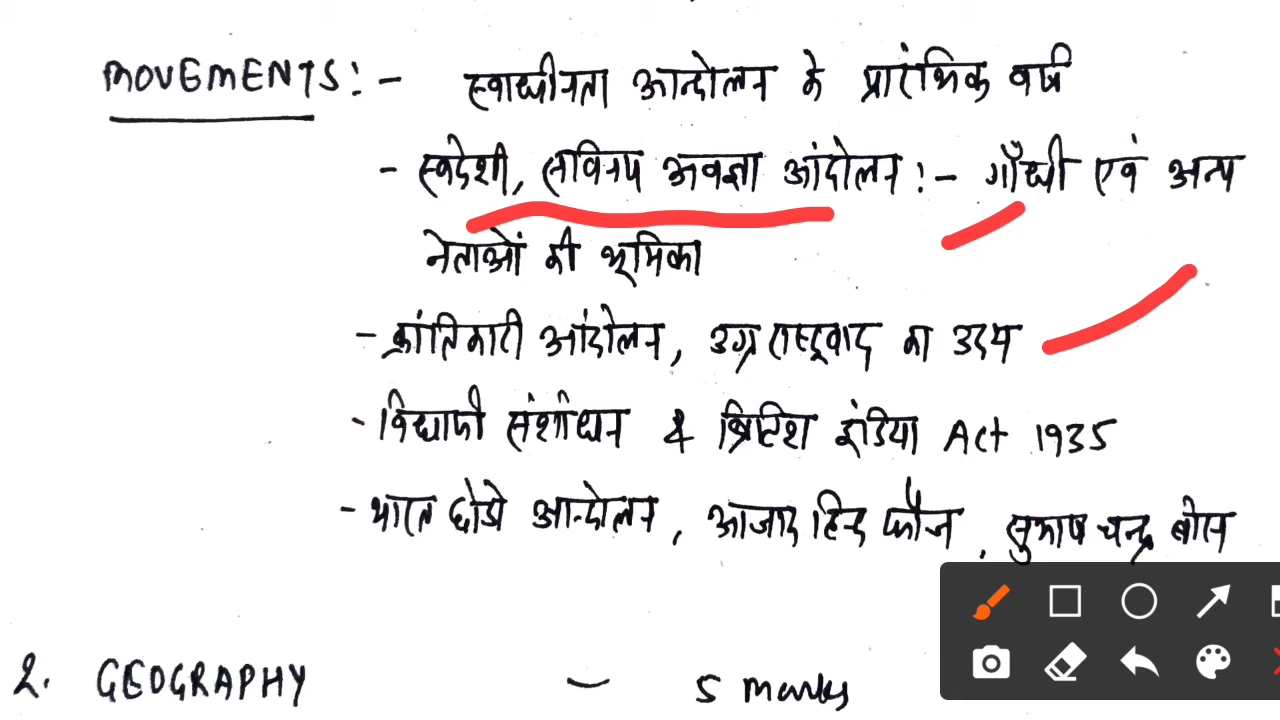 MOVEMENTS :- स्वाधीनता आन्दोलन के प्रारंभिक वर्ष
- स्वदेशी, सविनय अवज्ञा आंदोलन :- गाँधी एवं अन्य
नेताओं की भूमिका
- क्रांतिकारी आंदोलन, उग्र राष्ट्रवाद का उदय
- विधायी संशोधन & ब्रिटिश इंडिया Act 1935
- भारत छोडो आन्दोलन, आजाद हिन्द फौज, सुभाष चन्द्र बोस
2. GEOGRAPHY - 5 marks